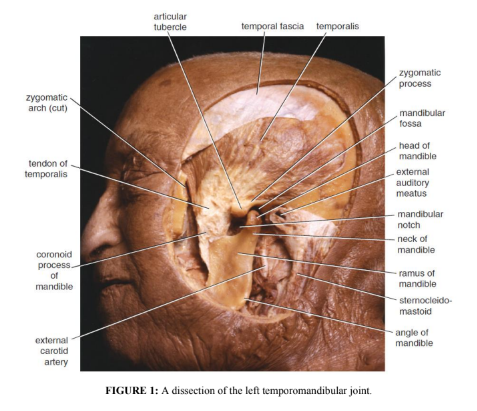 articular
tubercle
temporal fascia
temporalis
zygomatic
process
zygomatic
arch (cut)
mandibular
fossa
head of
mandible
tendon of
temporalis
external
auditory
meatus
mandibular
notch
neck of
mandible
coronoid
process
of
mandible
ramus of
mandible
sternocleido-
mastoid
external
carotid
artery
angle of
mandible
FIGURE 1: A dissection of the left temporomandibular joint.